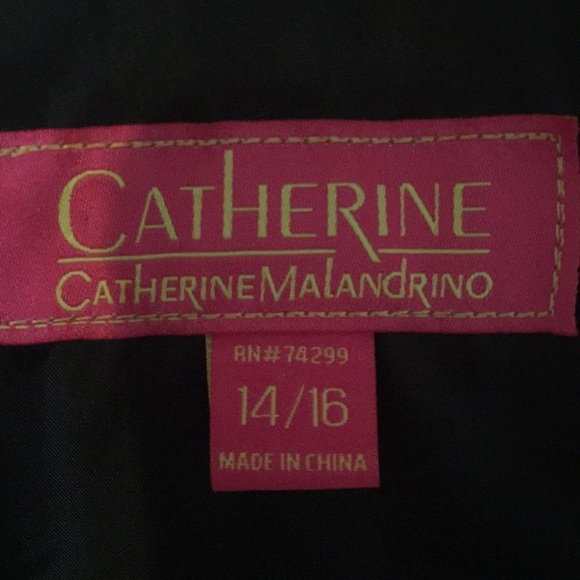 CATHERINE
CATHERINE MALANDRINO
RN#74299
14/16
MADE IN CHINA